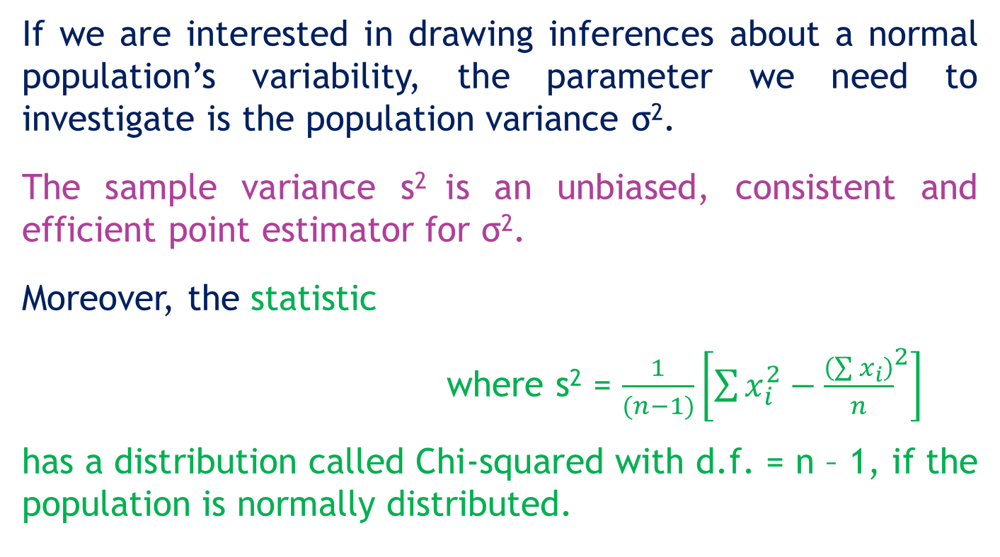 If we are interested in drawing inferences about a normal
population’s variability, the parameter we need to
investigate is the population variance σ².
The sample variance s² is an unbiased, consistent and
efficient point estimator for σ².
Moreover, the statistic
where s² = \frac{1}{(n-1)} \left[ \sum x_i^2 - \frac{(\sum x_i)^2}{n} \right]
has a distribution called Chi-squared with d.f. = n – 1, if the
population is normally distributed.